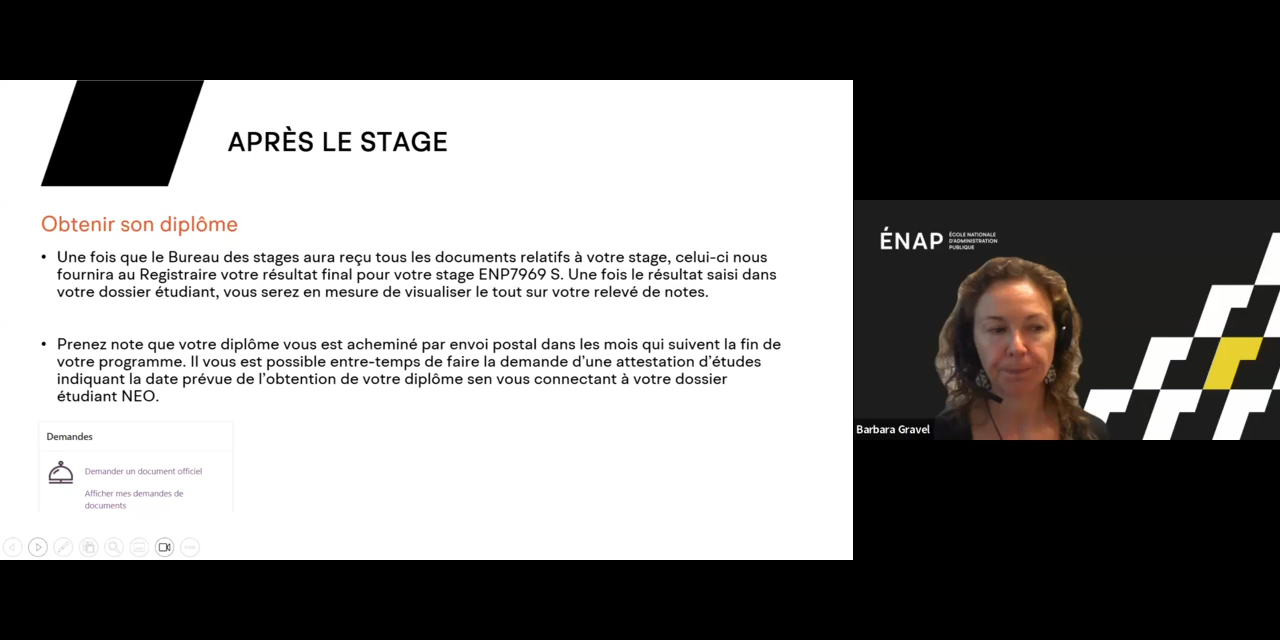 APRÈS LE STAGE
Obtenir son diplôme
• Une fois que le Bureau des stages aura reçu tous les documents relatifs à votre stage, celui-ci nous
fournira au Registraire votre résultat final pour votre stage ENP7969 S. Une fois le résultat saisi dans
votre dossier étudiant, vous serez en mesure de visualiser le tout sur votre relevé de notes.
• Prenez note que votre diplôme vous est acheminé par envoi postal dans les mois qui suivent la fin de
votre programme. Il vous est possible entre-temps de faire la demande d’une attestation d’études
indiquant la date prévue de l’obtention de votre diplôme sen vous connectant à votre dossier
étudiant NEO.
Demandes
Demander un document officiel
Afficher mes demandes de
documents
ÉNAP
ÉCOLE NATIONALE
D'ADMINISTRATION
PUBLIQUE
Barbara Gravel